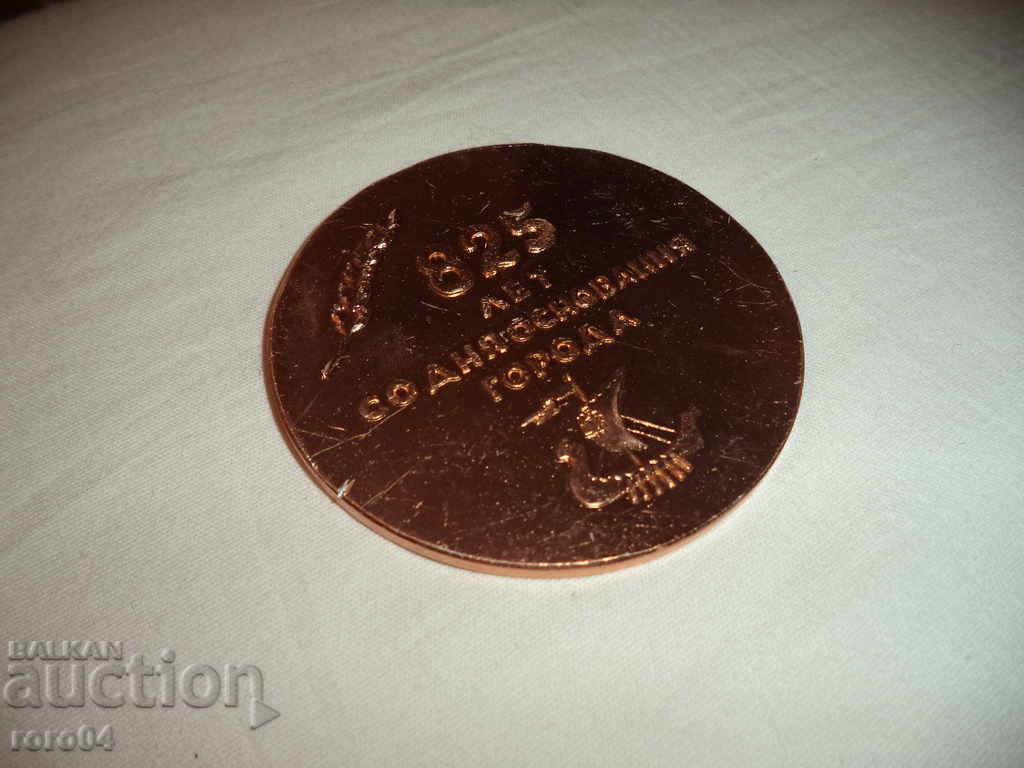 825
ЛЕТ
СО ДНЯ ОСНОВАНИЯ
ГОРОДА
BALKAN
auction
roro04